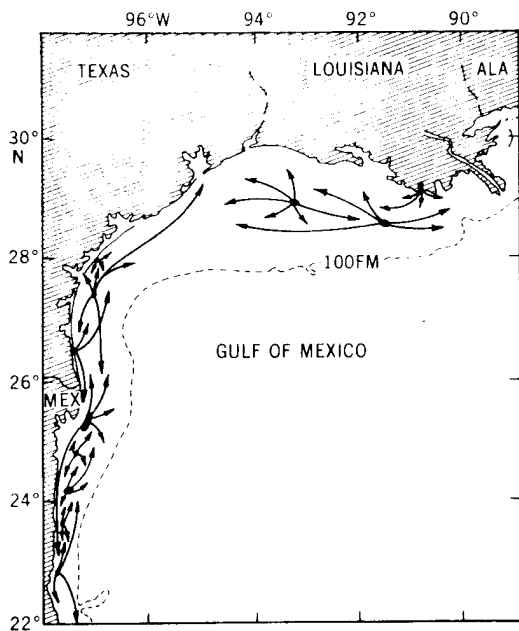 96°W 94° 92° 90°
TEXAS LOUISIANA ALA
30°
N
28°
100FM
GULF OF MEXICO
26°
MEX
24°
22°